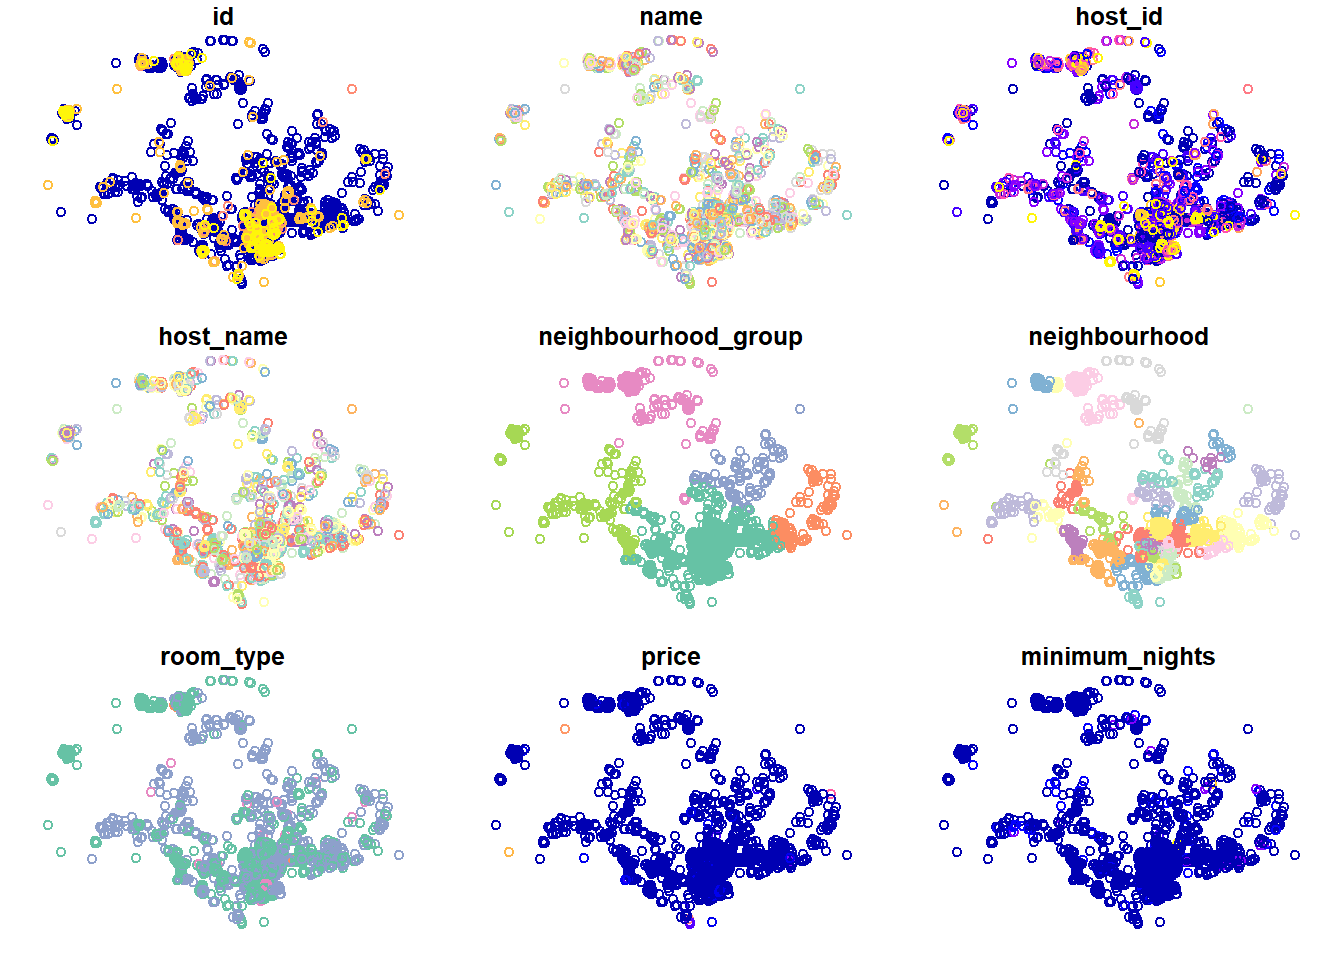 id
name
host_id
host_name
neighbourhood_group
neighbourhood
room_type
price
minimum_nights